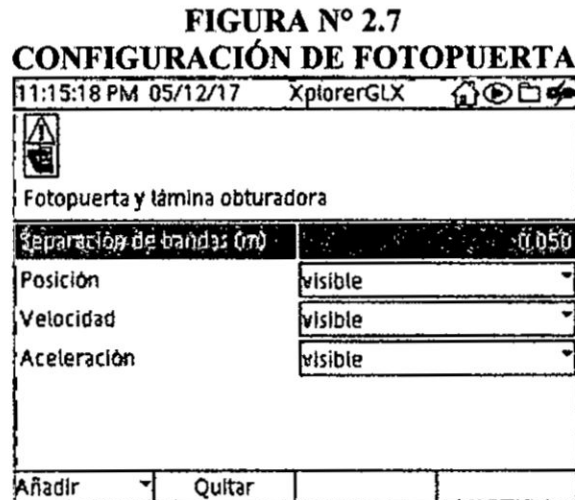 FIGURA N° 2.7
CONFIGURACIÓN DE FOTOPUERTA
11:15:18 PM 05/12/17 XplorerGLX
Fotopuerta y lámina obturadora
Separación de bandas (m) 0.050
Posición visible
Velocidad visible
Aceleración visible
Añadir Quitar